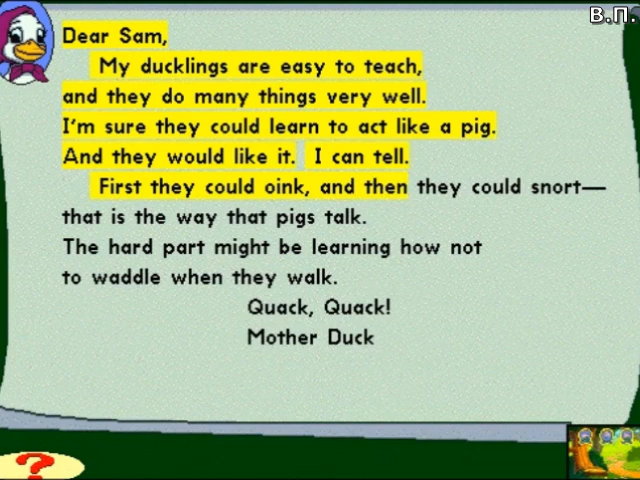 В.П.
Dear Sam,
My ducklings are easy to teach,
and they do many things very well.
I'm sure they could learn to act like a pig.
And they would like it. I can tell.
First they could oink, and then they could snort—
that is the way that pigs talk.
The hard part might be learning how not
to waddle when they walk.
Quack, Quack!
Mother Duck
?